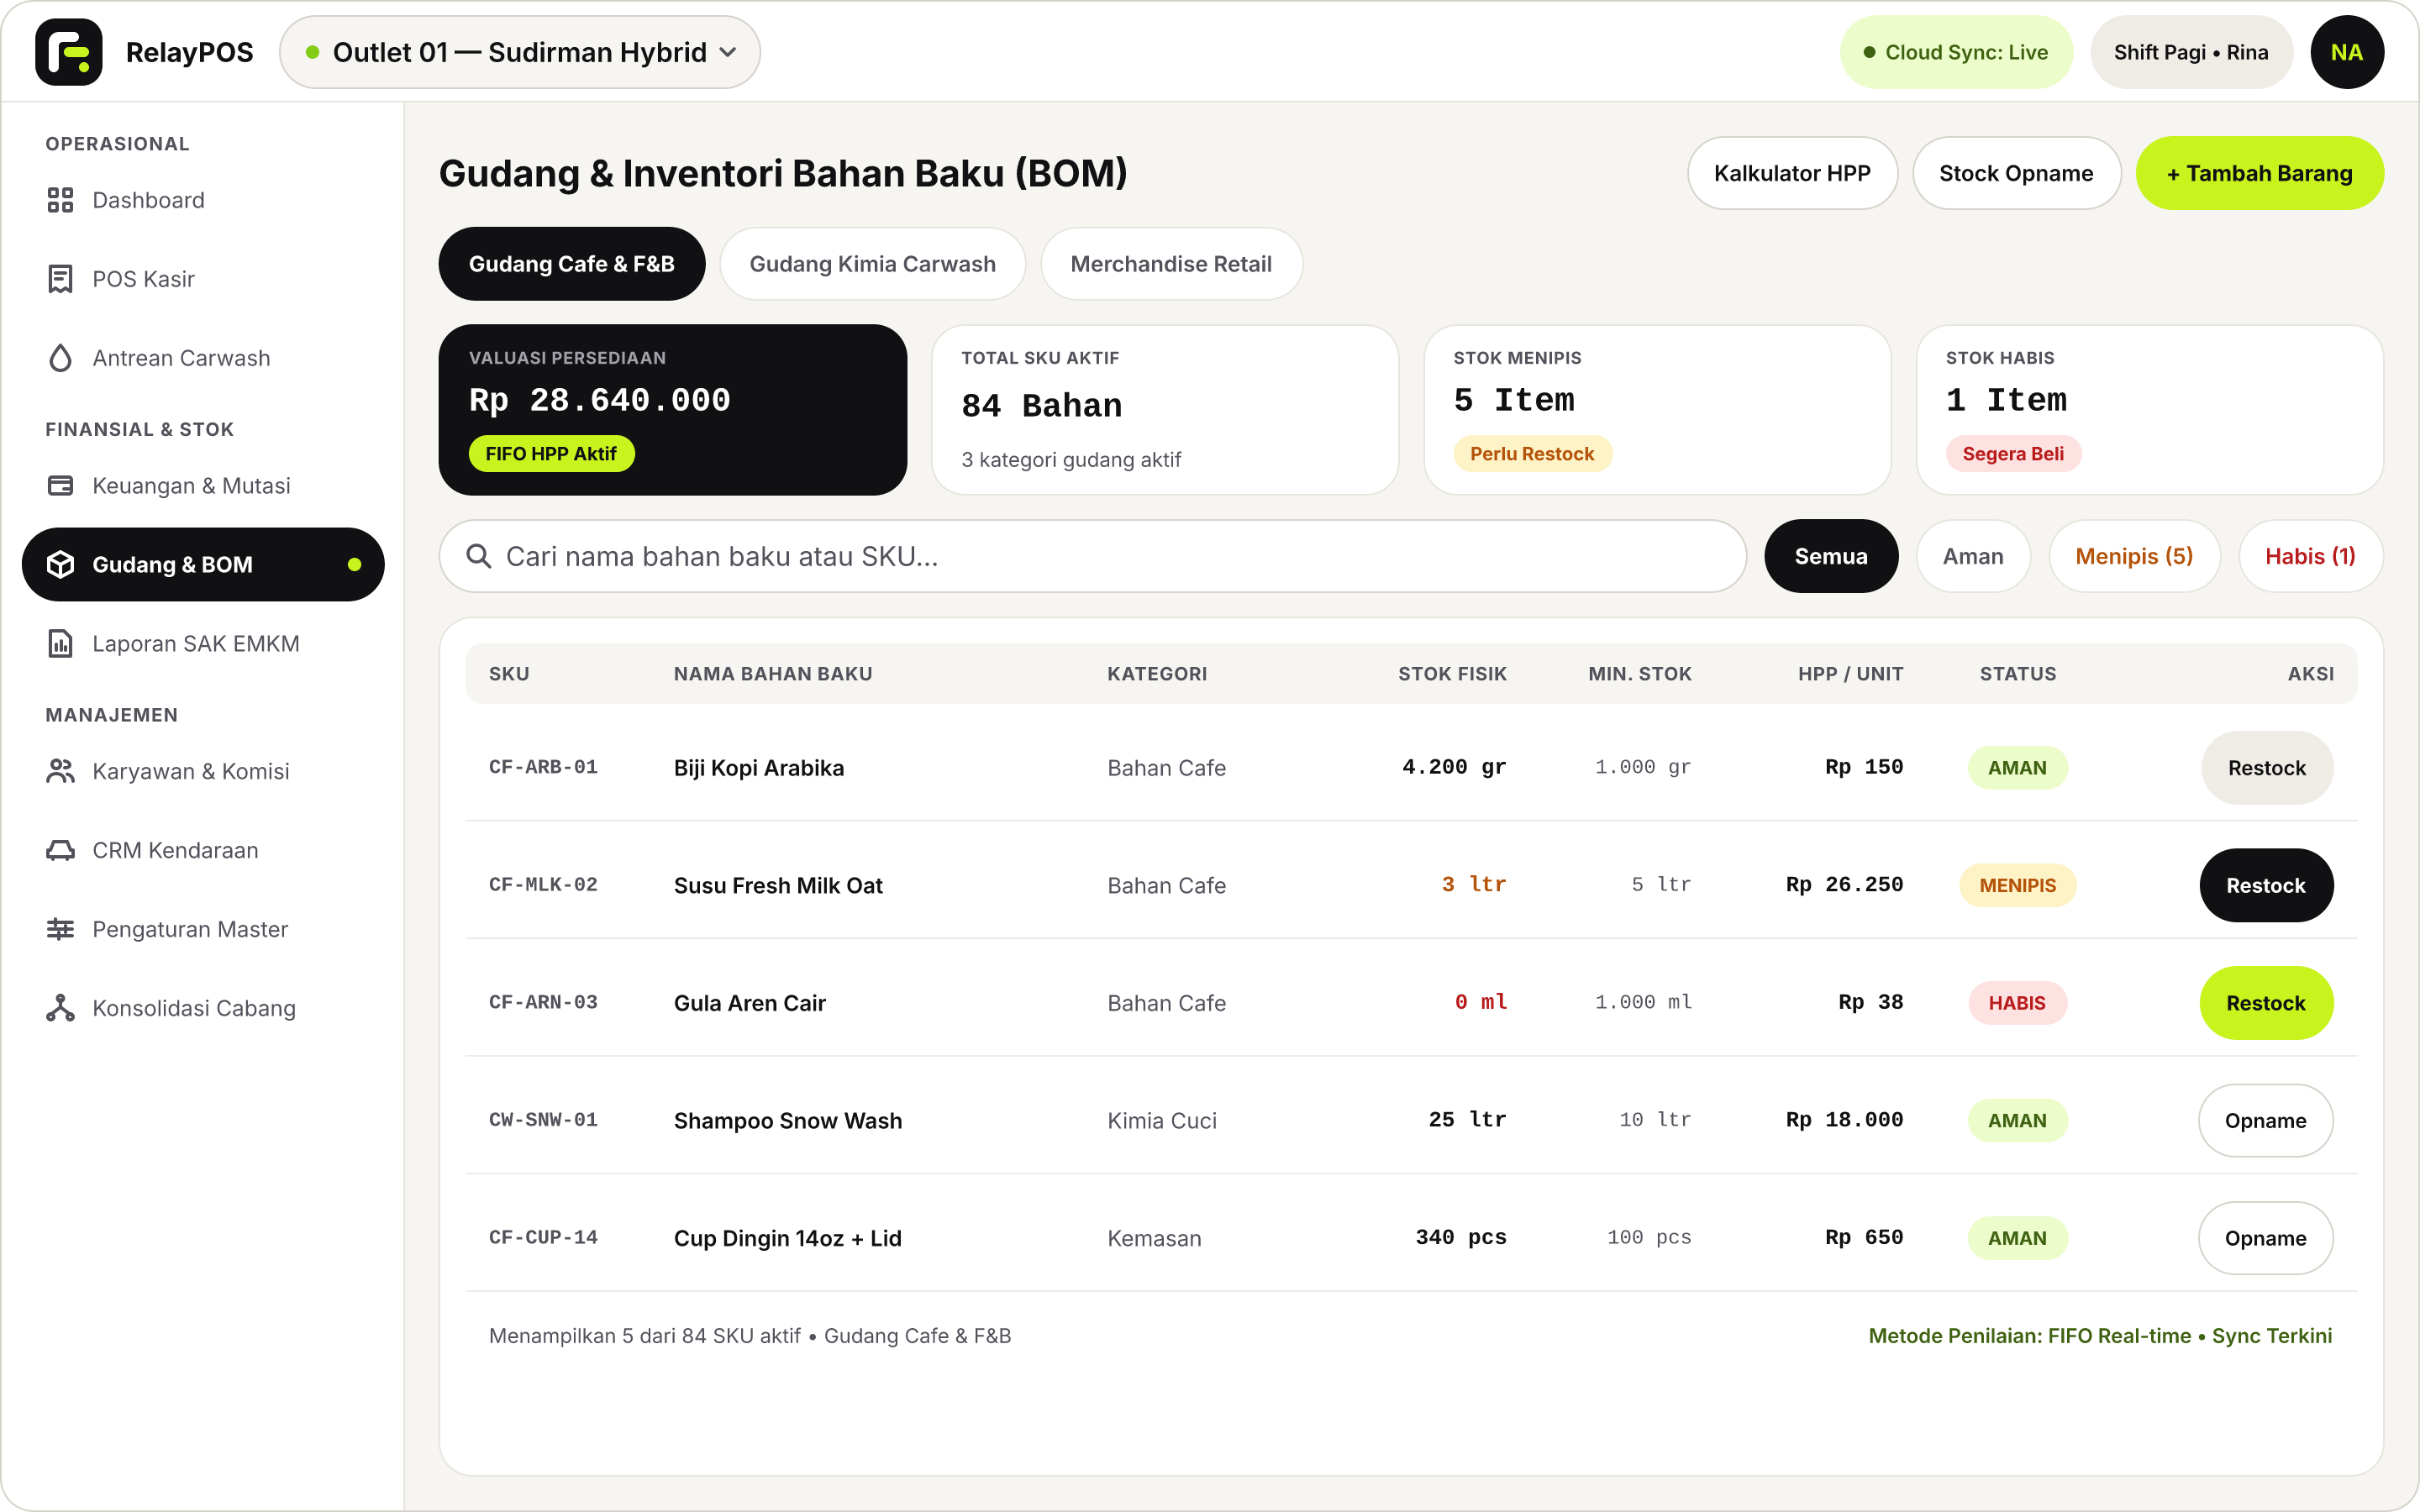 RelayPOS
Outlet 01 — Sudirman Hybrid
Cloud Sync: Live
Shift Pagi • Rina
NA
OPERASIONAL
Dashboard
POS Kasir
Antrean Carwash
FINANSIAL & STOK
Keuangan & Mutasi
Gudang & BOM
Laporan SAK EMKM
MANAJEMEN
Karyawan & Komisi
CRM Kendaraan
Pengaturan Master
Konsolidasi Cabang
Gudang & Inventori Bahan Baku (BOM)
Kalkulator HPP
Stock Opname
+ Tambah Barang
Gudang Cafe & F&B
Gudang Kimia Carwash
Merchandise Retail
VALUASI PERSEDIAAN
Rp 28.640.000
FIFO HPP Aktif
TOTAL SKU AKTIF
84 Bahan
3 kategori gudang aktif
STOK MENIPIS
5 Item
Perlu Restock
STOK HABIS
1 Item
Segera Beli
Cari nama bahan baku atau SKU...
Semua
Aman
Menipis (5)
Habis (1)
SKU NAMA BAHAN BAKU KATEGORI STOK FISIK MIN. STOK HPP / UNIT STATUS AKSI
CF-ARB-01 Biji Kopi Arabika Bahan Cafe 4.200 gr 1.000 gr Rp 150 AMAN Restock
CF-MLK-02 Susu Fresh Milk Oat Bahan Cafe 3 ltr 5 ltr Rp 26.250 MENIPIS Restock
CF-ARN-03 Gula Aren Cair Bahan Cafe 0 ml 1.000 ml Rp 38 HABIS Restock
CW-SNW-01 Shampoo Snow Wash Kimia Cuci 25 ltr 10 ltr Rp 18.000 AMAN Opname
CF-CUP-14 Cup Dingin 14oz + Lid Kemasan 340 pcs 100 pcs Rp 650 AMAN Opname
Menampilkan 5 dari 84 SKU aktif • Gudang Cafe & F&B
Metode Penilaian: FIFO Real-time • Sync Terkini